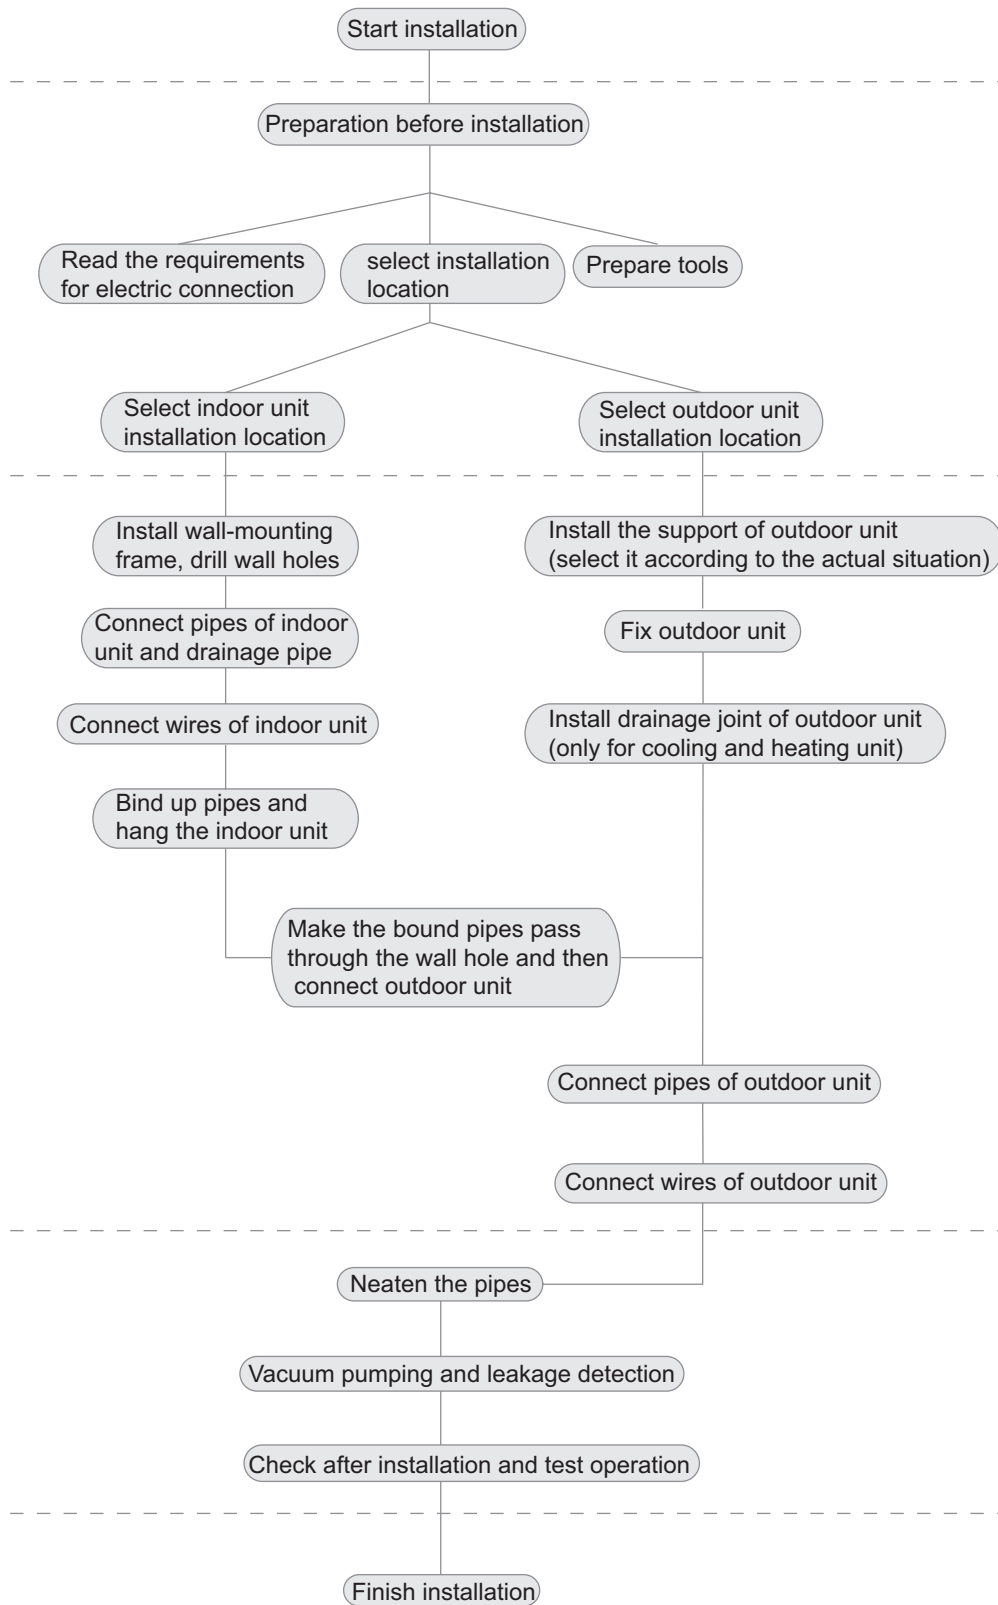 Start installation
Preparation before installation
Read the requirements
for electric connection
select installation
location
Prepare tools
Select indoor unit
installation location
Select outdoor unit
installation location
Install wall-mounting
frame, drill wall holes
Install the support of outdoor unit
(select it according to the actual situation)
Connect pipes of indoor
unit and drainage pipe
Fix outdoor unit
Connect wires of indoor unit
Install drainage joint of outdoor unit
(only for cooling and heating unit)
Bind up pipes and
hang the indoor unit
Make the bound pipes pass
through the wall hole and then
connect outdoor unit
Connect pipes of outdoor unit
Connect wires of outdoor unit
Neaten the pipes
Vacuum pumping and leakage detection
Check after installation and test operation
Finish installation